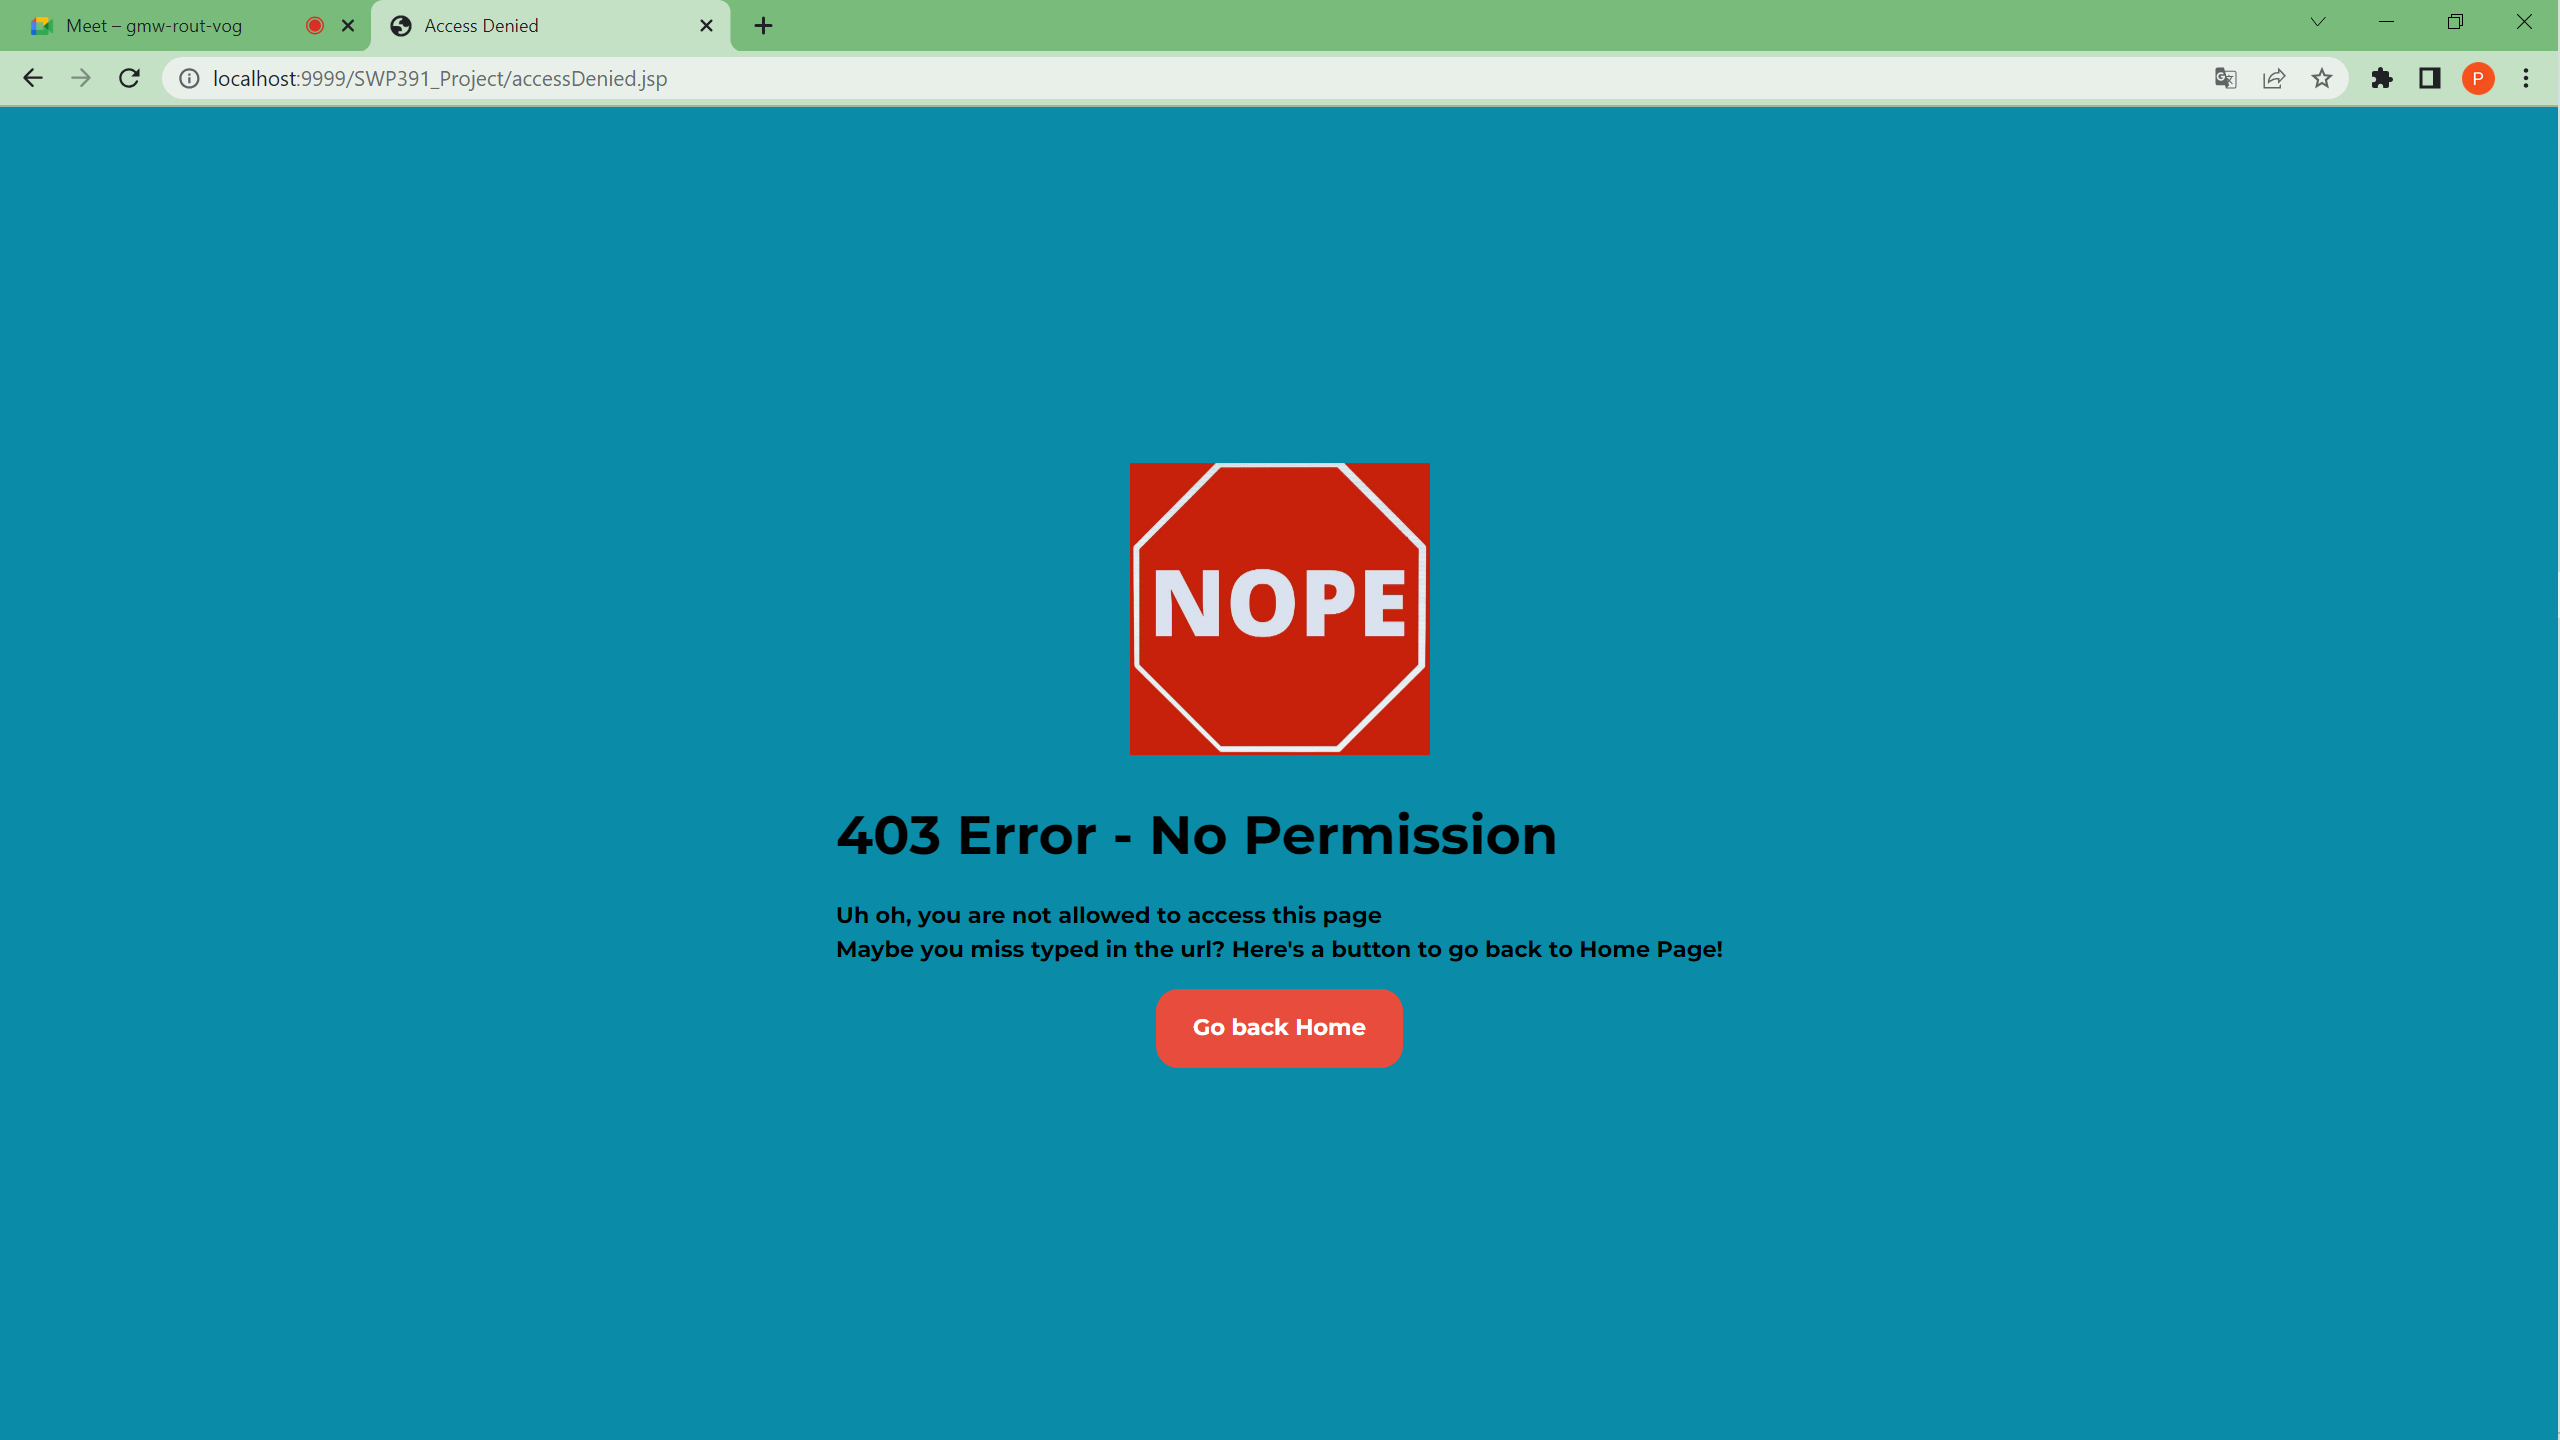 Meet – gmw-rout-vog
Access Denied
localhost:9999/SWP391_Project/accessDenied.jsp
P
NOPE
403 Error - No Permission
Uh oh, you are not allowed to access this page
Maybe you miss typed in the url? Here's a button to go back to Home Page!
Go back Home